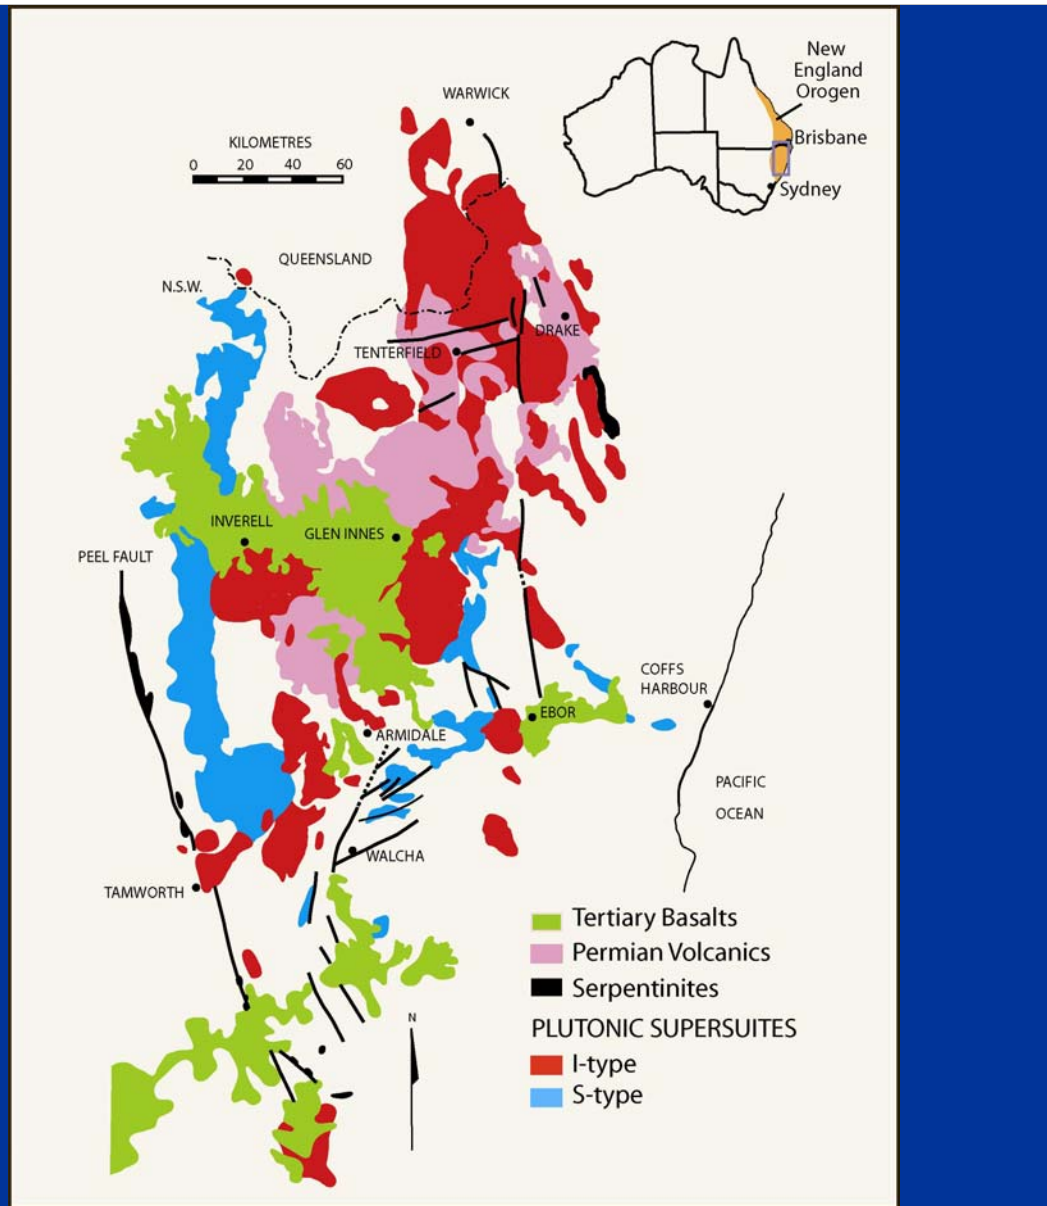 New
England
Orogen
Brisbane
Sydney
WARWICK
KILOMETRES
0 20 40 60
QUEENSLAND
N.S.W.
DRAKE
TENTERFIELD
INVERELL
GLEN INNES
PEEL FAULT
COFFS
HARBOUR
EBOR
ARMIDALE
PACIFIC
OCEAN
WALCHA
TAMWORTH
Tertiary Basalts
Permian Volcanics
Serpentinites
N
PLUTONIC SUPERSUITES
I-type
S-type